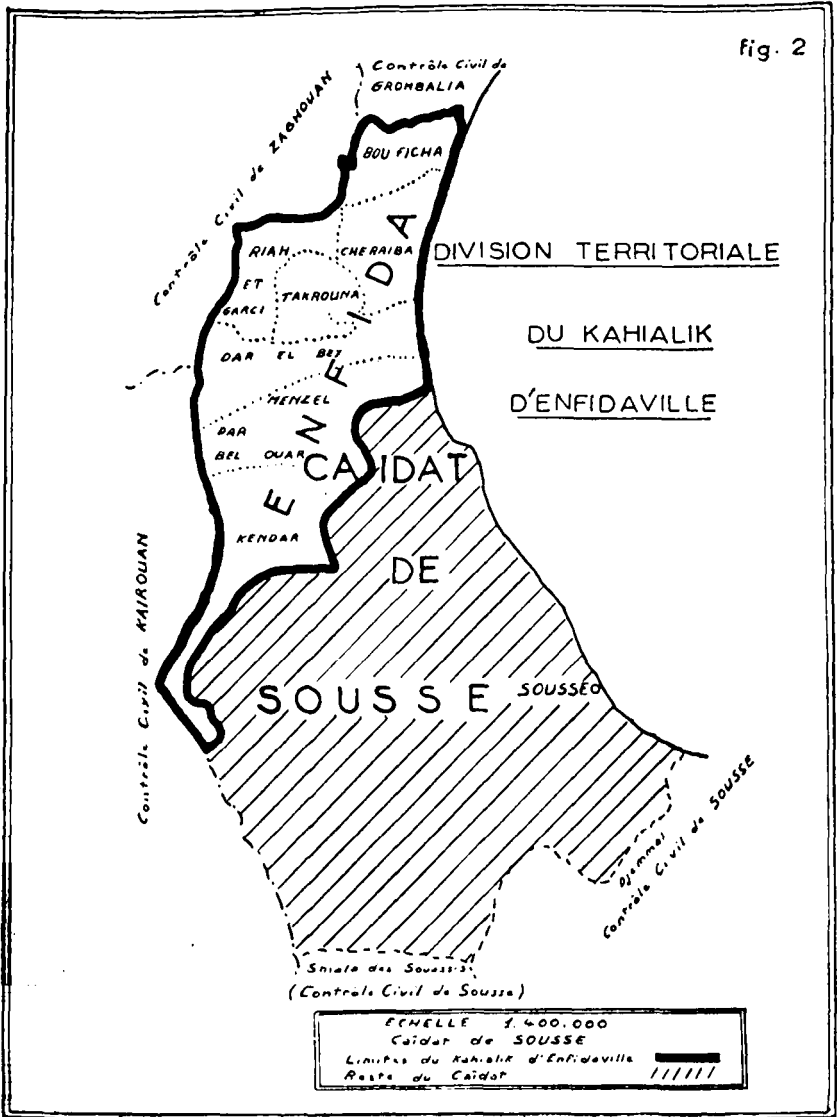 fig. 2
Contrôle Civil de
GROMBALIA
Contrôle Civil de ZAGHOUAN
BOU FICHA
RIAH
ET
GARCI
CHERAIBA
TAKROUNA
DAR EL BEY
MENZEL
DAR
BEL OUAR
KENDAR
ENFIDA
DIVISION TERRITORIALE
DU KAHIALIK
D'ENFIDAVILLE
CAIDAT
DE
SOUSSE
SOUSSE
Contrôle Civil de KAIROUAN
Djemmal
Contrôle Civil de SOUSSE
des Souassis
(Contrôle Civil de Sousse)
ECHELLE 1.400.000
Caïdat de SOUSSE
Limites du Kahialik d'Enfidaville
Reste du Caïdat